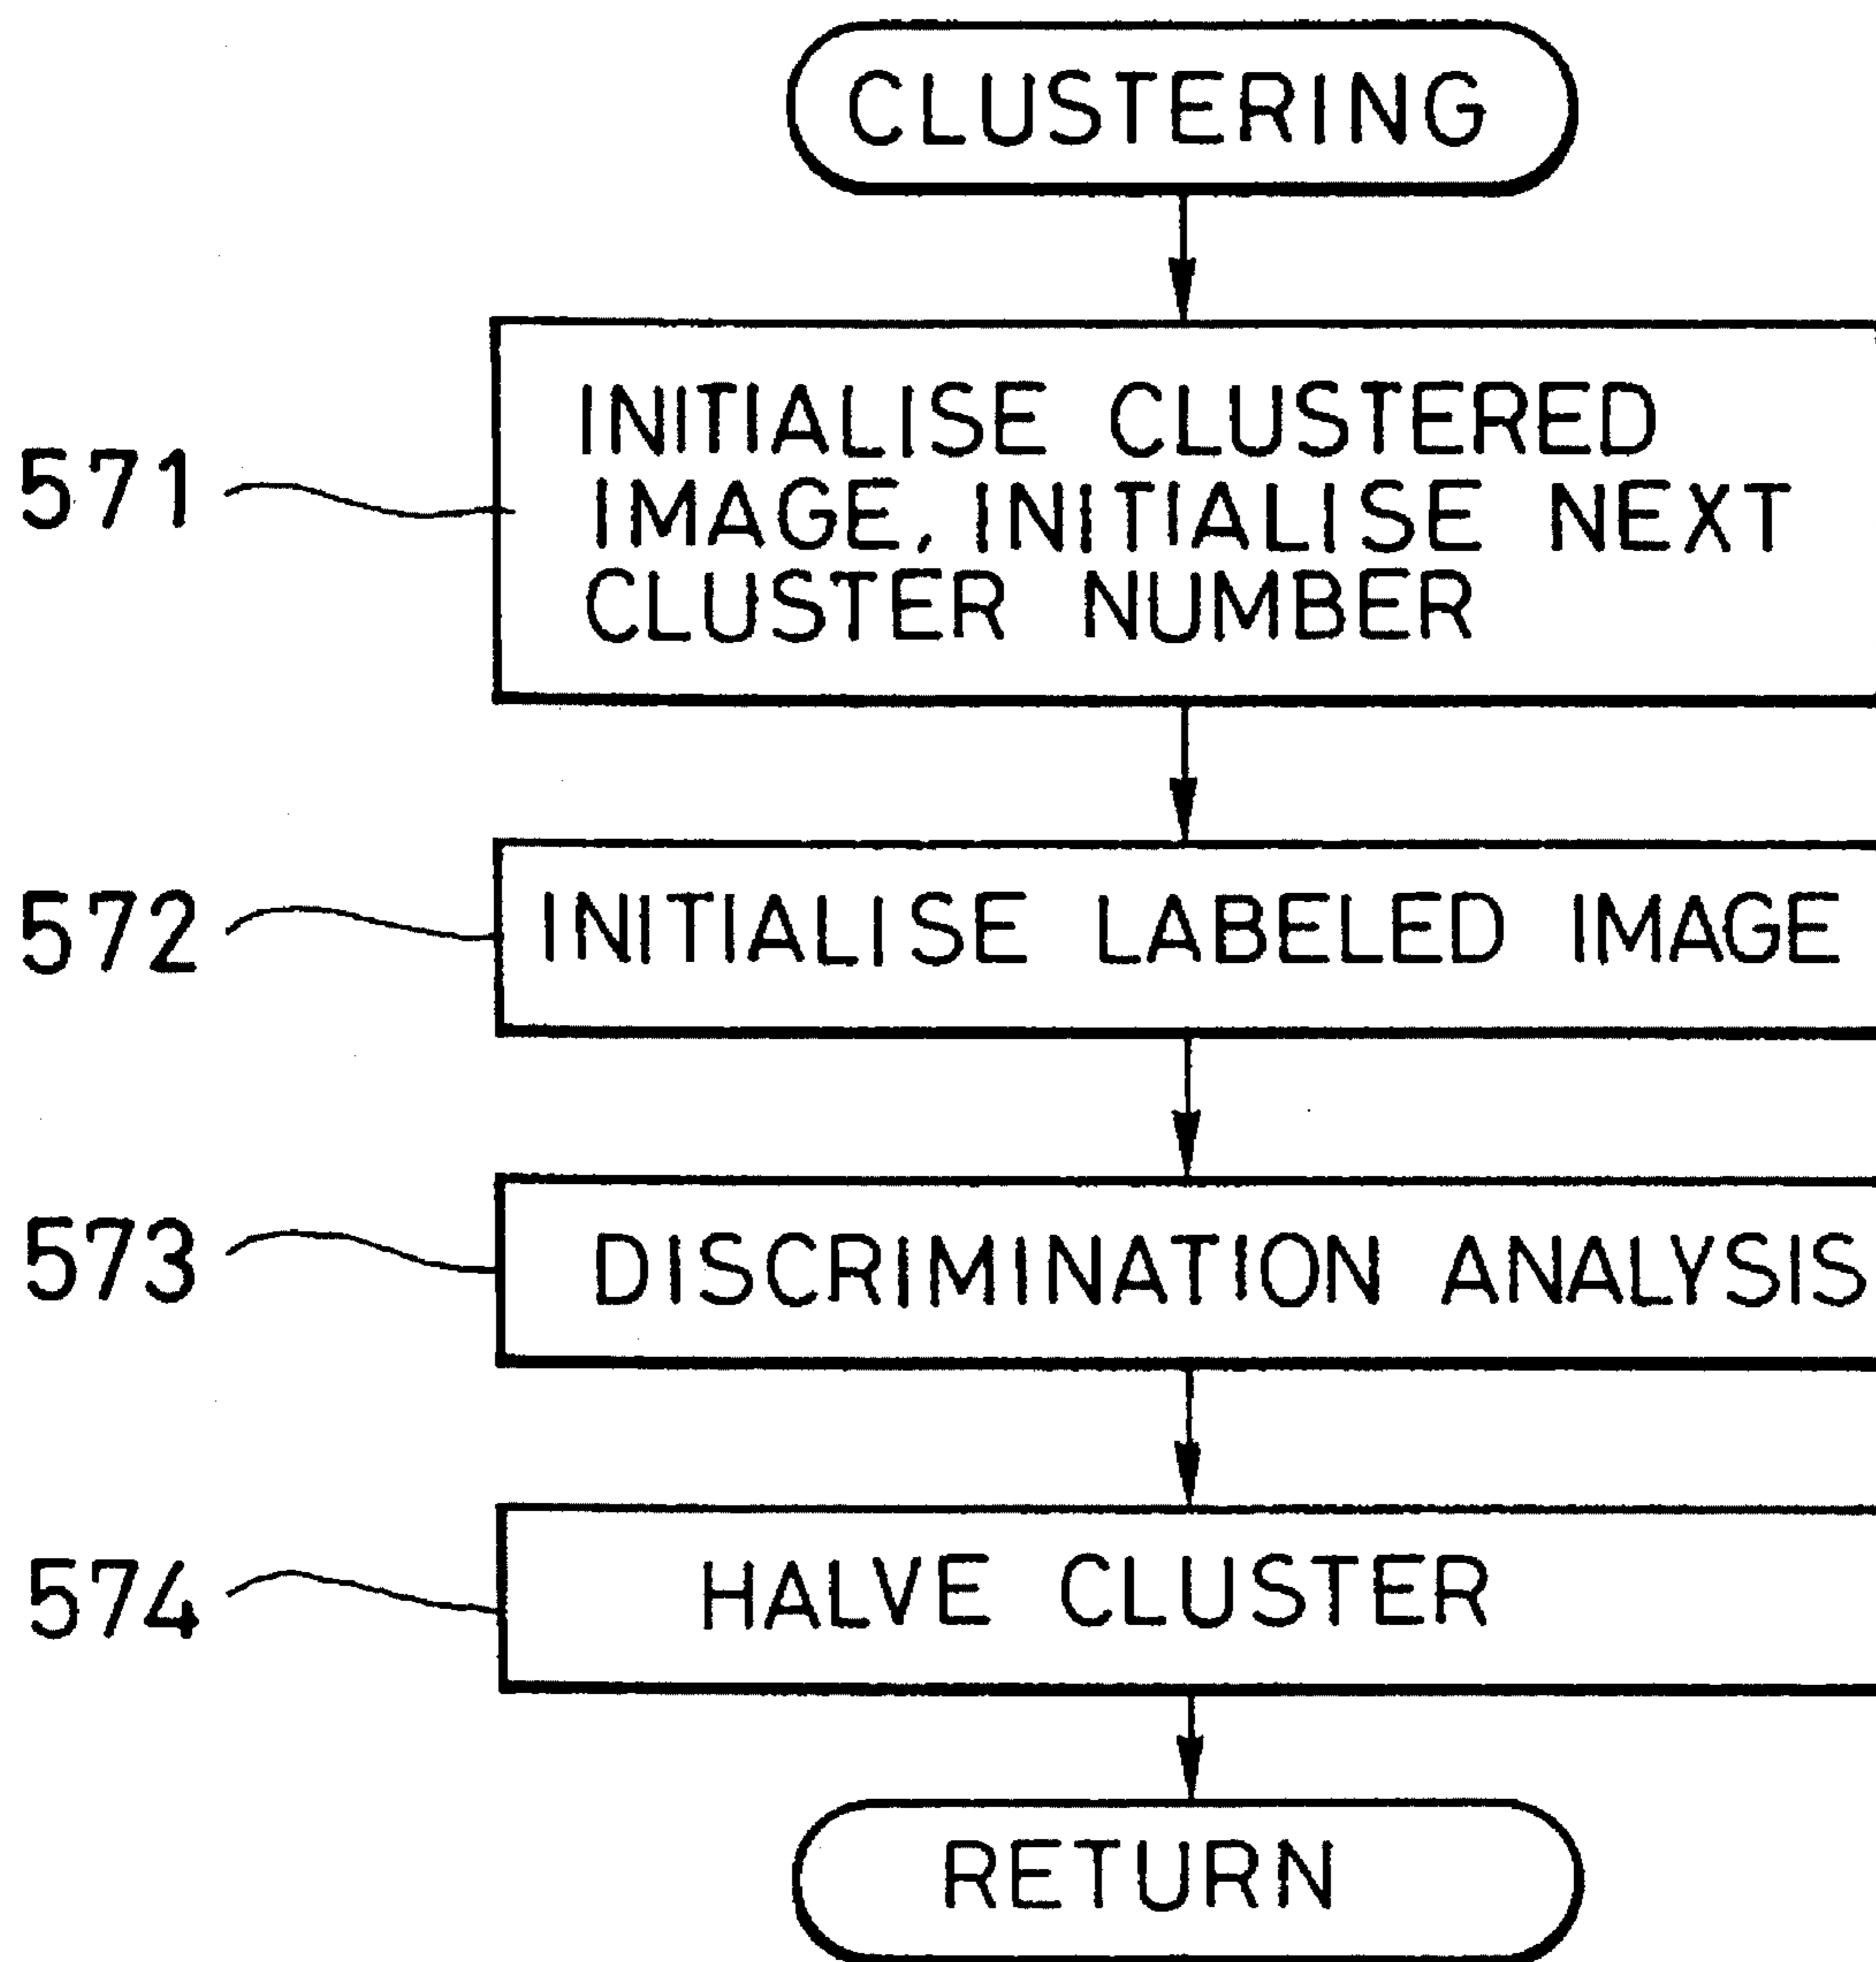 CLUSTERING
571
INITIALISE CLUSTERED
IMAGE, INITIALISE NEXT
CLUSTER NUMBER
572
INITIALISE LABELED IMAGE
573
DISCRIMINATION ANALYSIS
574
HALVE CLUSTER
RETURN